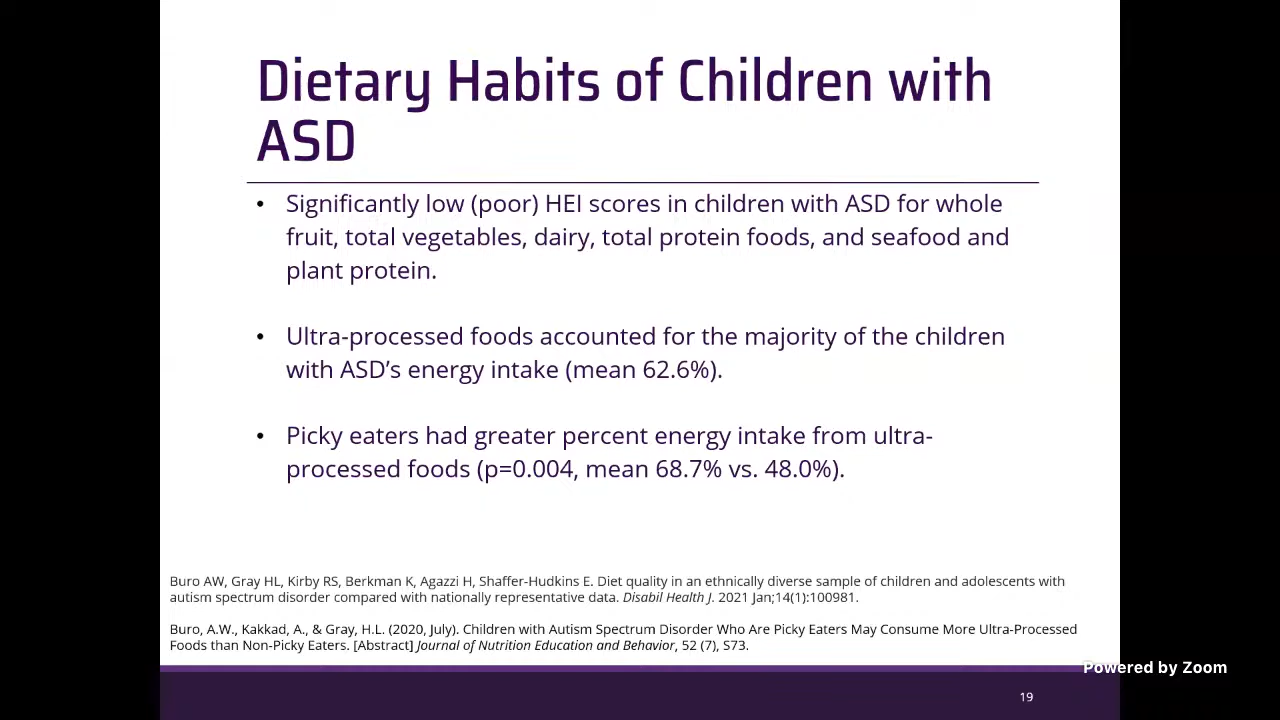 Dietary Habits of Children with
ASD
• Significantly low (poor) HEI scores in children with ASD for whole
fruit, total vegetables, dairy, total protein foods, and seafood and
plant protein.
• Ultra-processed foods accounted for the majority of the children
with ASD’s energy intake (mean 62.6%).
• Picky eaters had greater percent energy intake from ultra-
processed foods (p=0.004, mean 68.7% vs. 48.0%).
Buro AW, Gray HL, Kirby RS, Berkman K, Agazzi H, Shaffer-Hudkins E. Diet quality in an ethnically diverse sample of children and adolescents with
autism spectrum disorder compared with nationally representative data. Disabil Health J. 2021 Jan;14(1):100981.
Buro, A.W., Kakkad, A., & Gray, H.L. (2020, July). Children with Autism Spectrum Disorder Who Are Picky Eaters May Consume More Ultra-Processed
Foods than Non-Picky Eaters. [Abstract] Journal of Nutrition Education and Behavior, 52 (7), S73.
Powered by Zoom
19